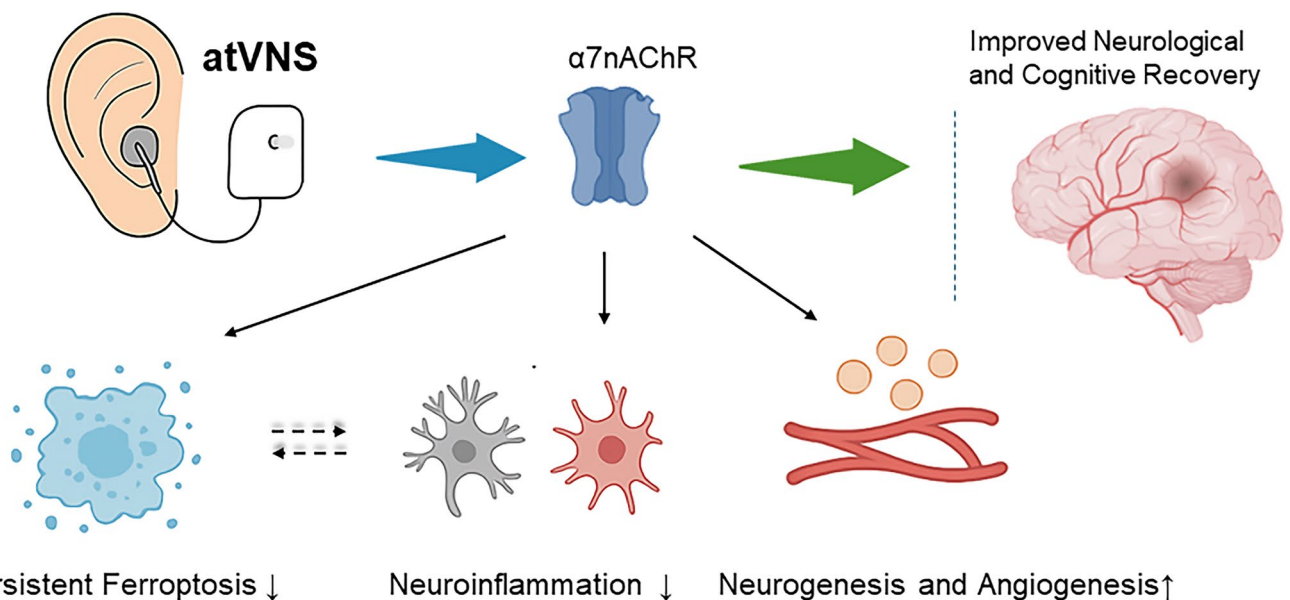 atVNS
α7nAChR
Improved Neurological
and Cognitive Recovery
rsistent Ferroptosis ↓
Neuroinflammation ↓
Neurogenesis and Angiogenesis↑